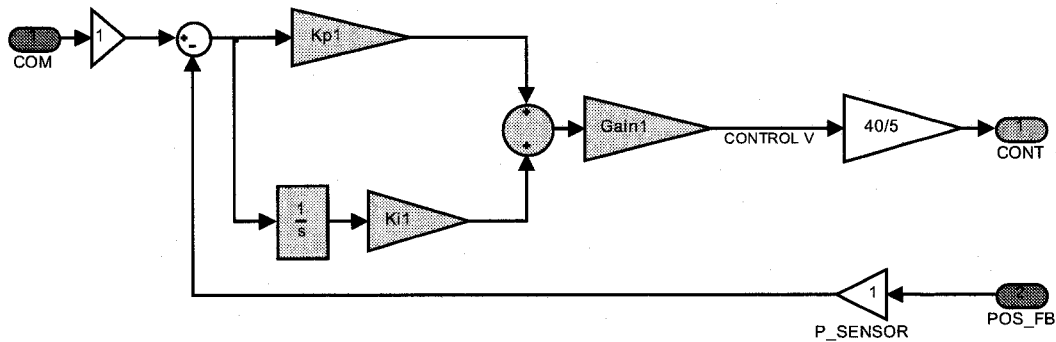 1
COM
1
+
-
Kp1
1
s
Ki1
+
+
Gain1
CONTROL V
40/5
1
CONT
1
P_SENSOR
2
POS_FB